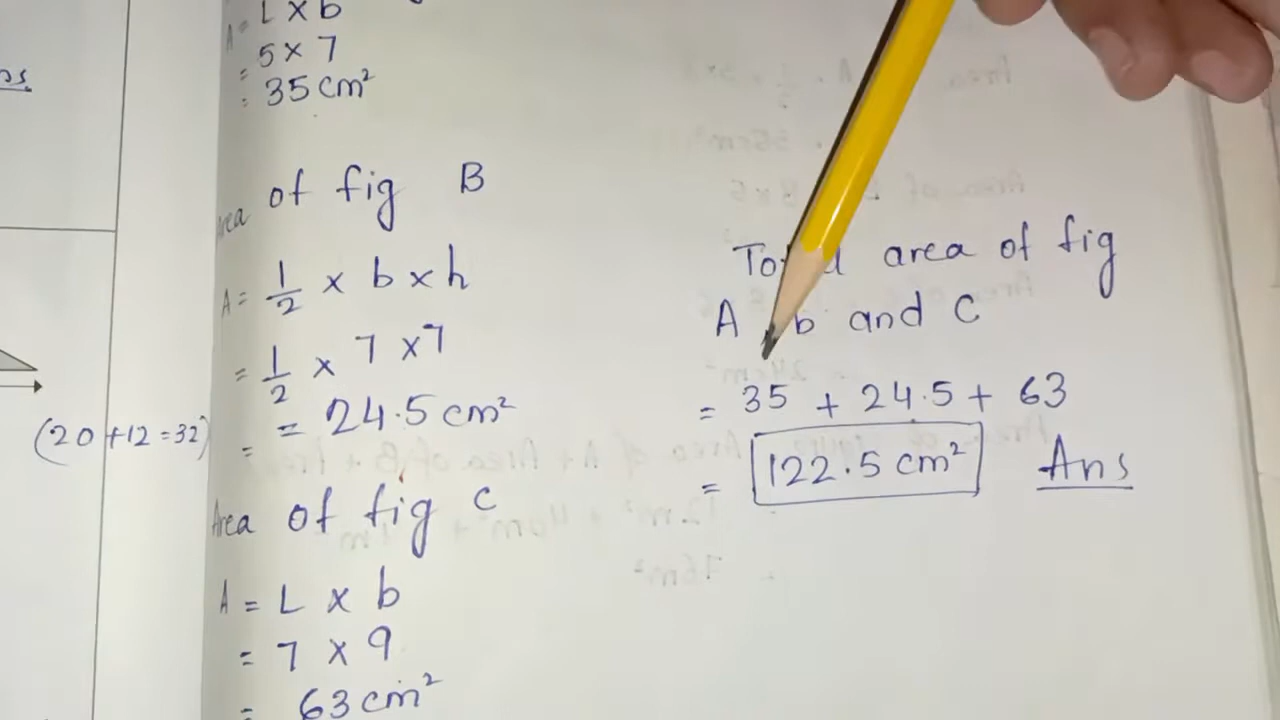 A = L × b
= 5 × 7
= 35 cm²
Area of fig B
A = 1/2 × b × h
= 1/2 × 7 × 7
= = 24.5 cm²
(20 + 12 = 32)
Area of fig C
A = L × b
= 7 × 9
= 63 cm²
area of fig
A b and C
= 35 + 24.5 + 63
= 122.5 cm² Ans